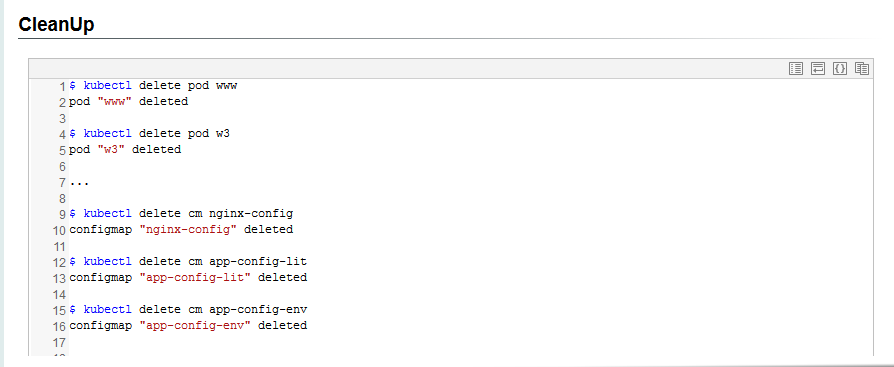 CleanUp
1 $ kubectl delete pod www
2 pod "www" deleted
3
4 $ kubectl delete pod w3
5 pod "w3" deleted
6
7 ...
8
9 $ kubectl delete cm nginx-config
10 configmap "nginx-config" deleted
11
12 $ kubectl delete cm app-config-lit
13 configmap "app-config-lit" deleted
14
15 $ kubectl delete cm app-config-env
16 configmap "app-config-env" deleted
17